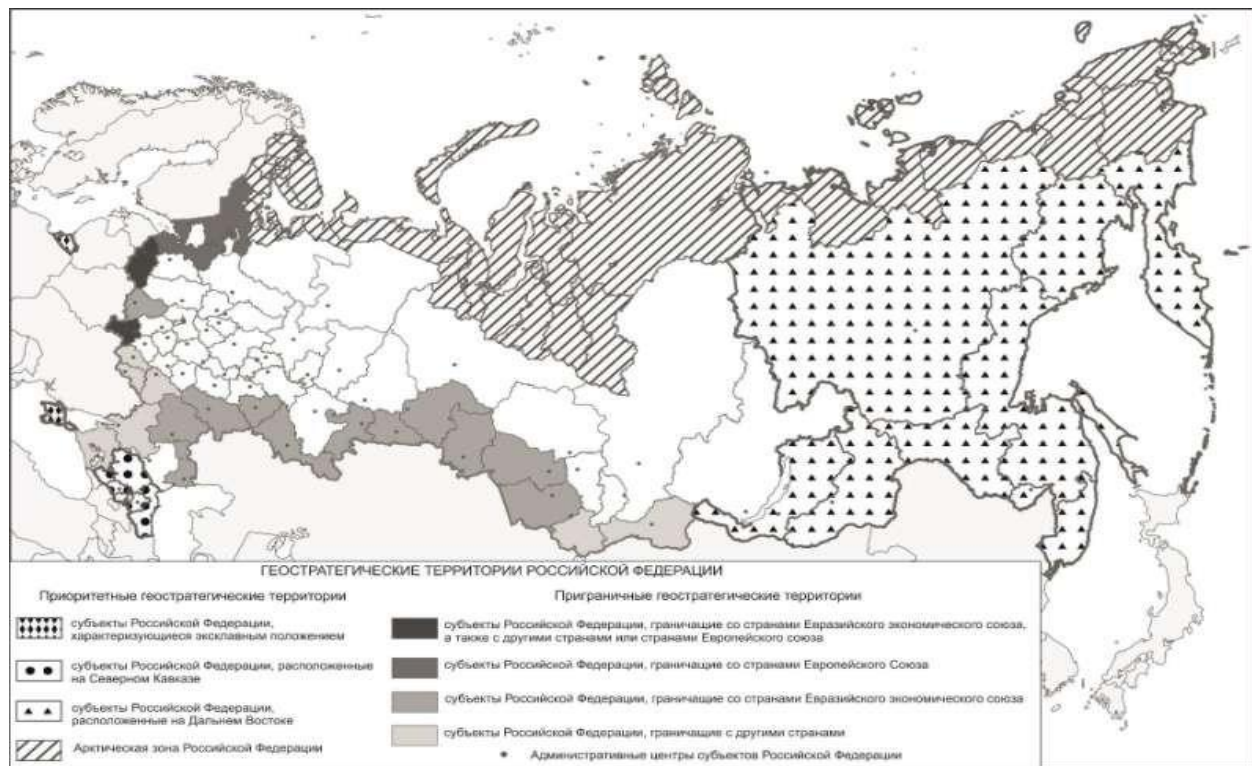 ГЕОСТРАТЕГИЧЕСКИЕ ТЕРРИТОРИИ РОССИЙСКОЙ ФЕДЕРАЦИИ
Приоритетные геостратегические территории
субъекты Российской Федерации,
характеризующиеся эксклавным положением
субъекты Российской Федерации, расположенные
на Северном Кавказе
субъекты Российской Федерации,
расположенные на Дальнем Востоке
Арктическая зона Российской Федерации
Приграничные геостратегические территории
субъекты Российской Федерации, граничащие со странами Евразийского экономического союза,
а также с другими странами или странами Европейского союза
субъекты Российской Федерации, граничащие со странами Европейского Союза
субъекты Российской Федерации, граничащие со странами Евразийского экономического союза
субъекты Российской Федерации, граничащие с другими странами
Административные центры субъектов Российской Федерации